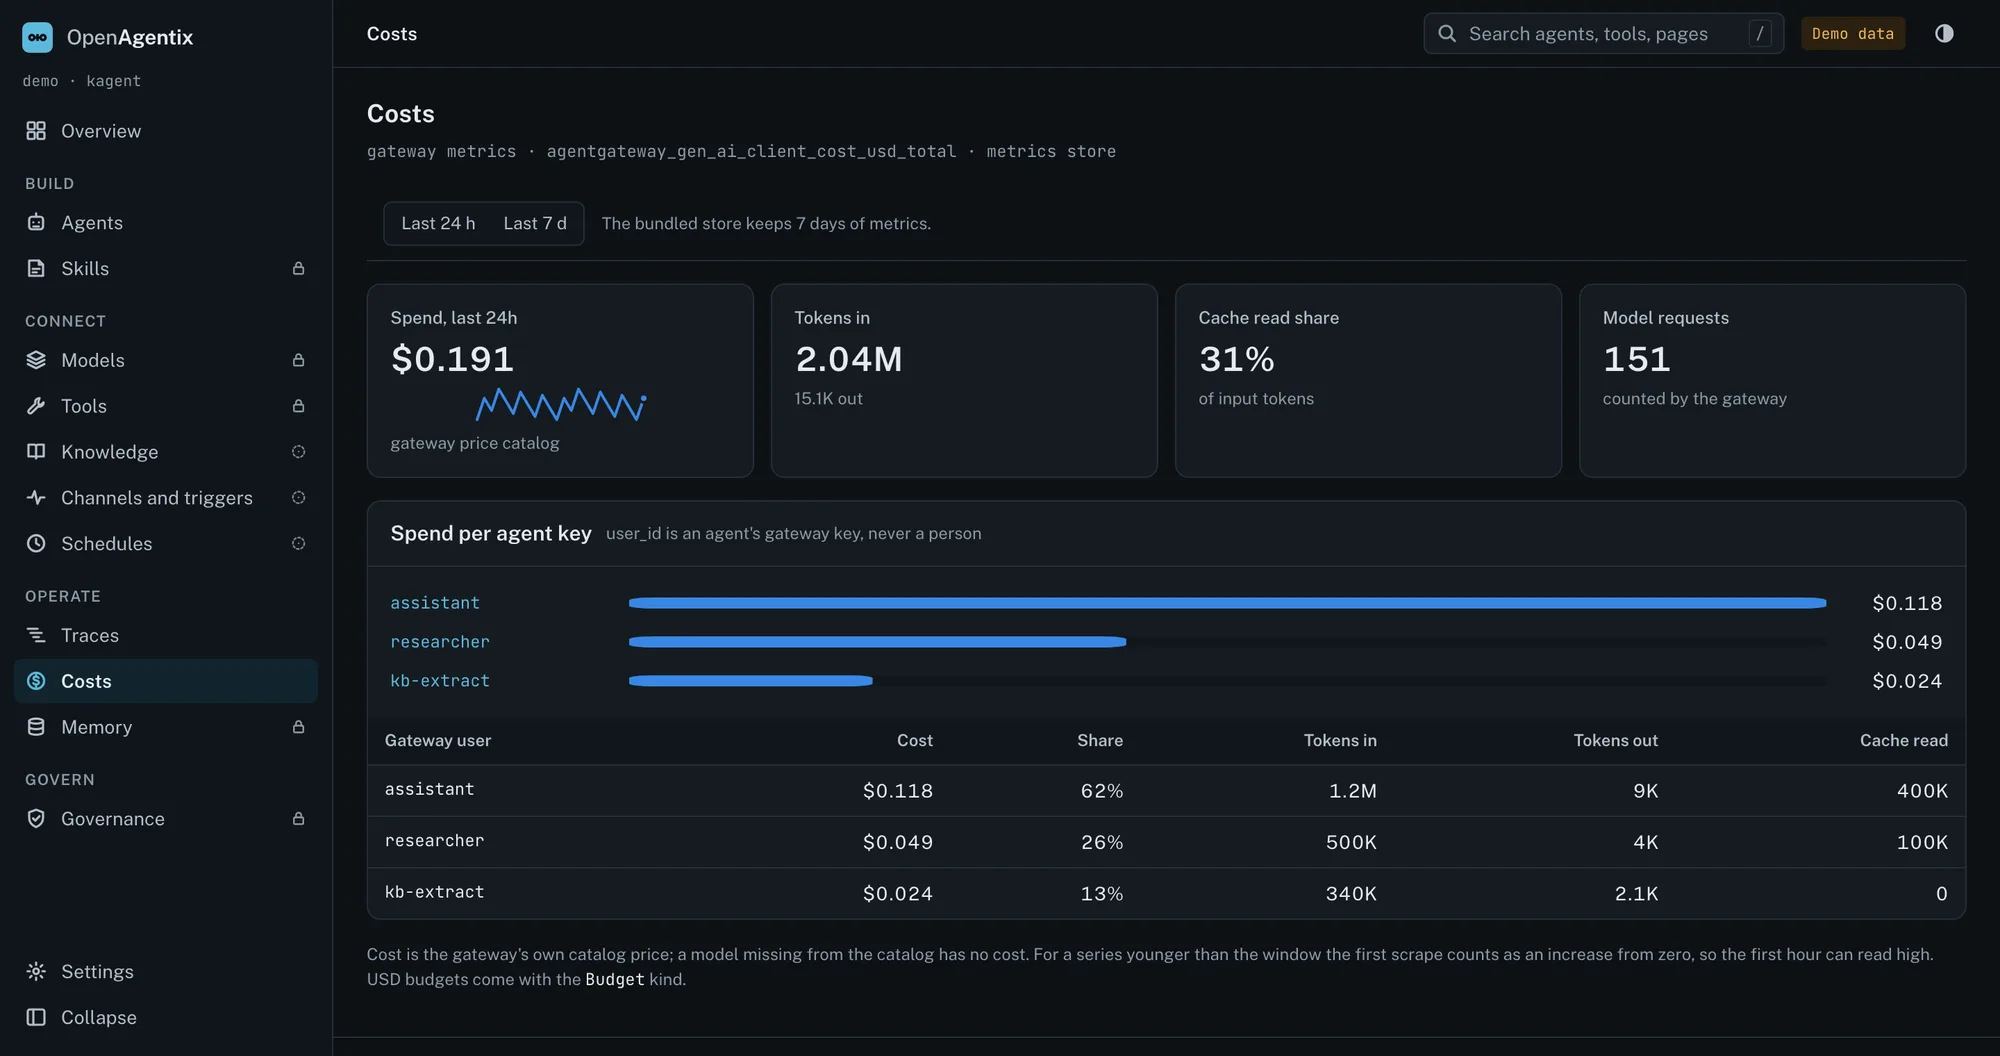 OpenAgentix
demo · kagent
Overview
BUILD
Agents
Skills
CONNECT
Models
Tools
Knowledge
Channels and triggers
Schedules
OPERATE
Traces
Costs
Memory
GOVERN
Governance
Settings
Collapse
Costs
Search agents, tools, pages /
Demo data
Costs
gateway metrics · agentgateway_gen_ai_client_cost_usd_total · metrics store
Last 24 h Last 7 d The bundled store keeps 7 days of metrics.
Spend, last 24h
$0.191
gateway price catalog
Tokens in
2.04M
15.1K out
Cache read share
31%
of input tokens
Model requests
151
counted by the gateway
Spend per agent key user_id is an agent's gateway key, never a person
assistant $0.118
researcher $0.049
kb-extract $0.024
Gateway user Cost Share Tokens in Tokens out Cache read
assistant $0.118 62% 1.2M 9K 400K
researcher $0.049 26% 500K 4K 100K
kb-extract $0.024 13% 340K 2.1K 0
Cost is the gateway's own catalog price; a model missing from the catalog has no cost. For a series younger than the window the first scrape counts as an increase from zero, so the first hour can read high.
USD budgets come with the Budget kind.